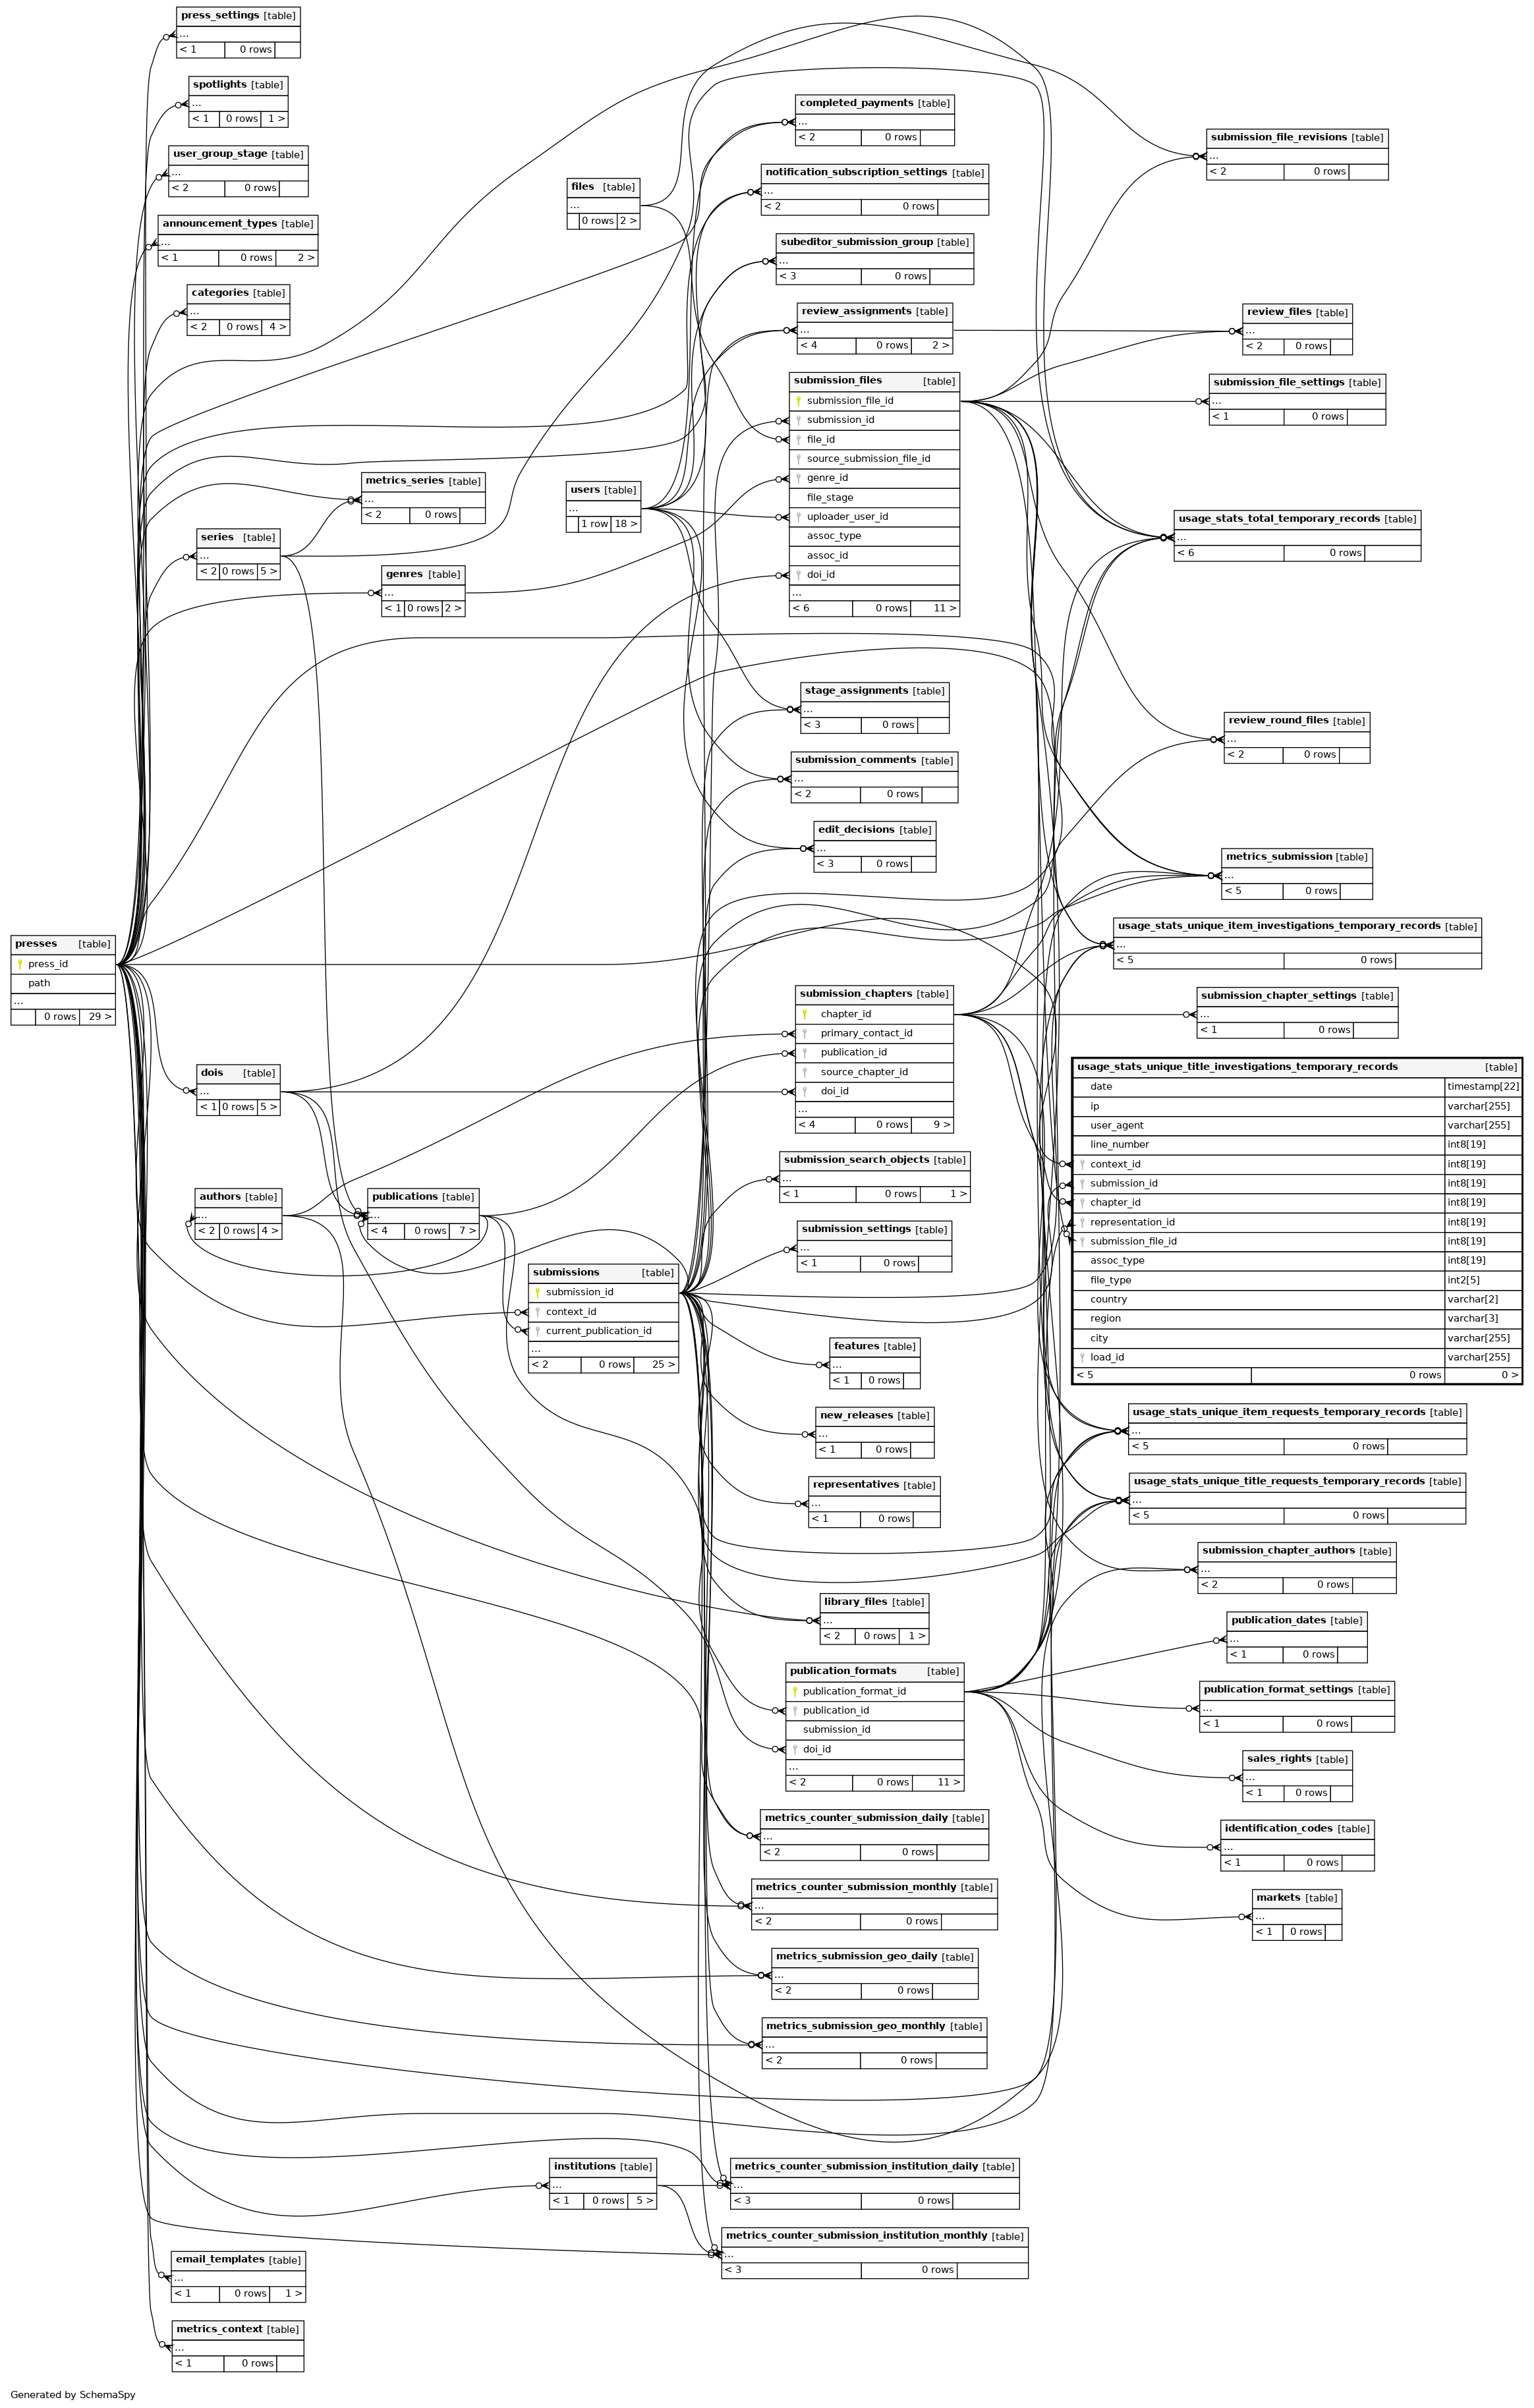 press_settings [table]
...
< 1 0 rows
spotlights [table]
...
< 1 0 rows 1 >
user_group_stage [table]
...
< 2 0 rows
announcement_types [table]
...
< 1 0 rows 2 >
categories [table]
...
< 2 0 rows 4 >
series [table]
...
< 2 0 rows 5 >
presses [table]
press_id
path
...
0 rows 29 >
dois [table]
...
< 1 0 rows 5 >
authors [table]
...
< 2 0 rows 4 >
email_templates [table]
...
< 1 0 rows 1 >
metrics_context [table]
...
< 1 0 rows
metrics_series [table]
...
< 2 0 rows
genres [table]
...
< 1 0 rows 2 >
publications [table]
...
< 4 0 rows 7 >
files [table]
...
0 rows 2 >
users [table]
...
1 row 18 >
submissions [table]
submission_id
context_id
current_publication_id
...
< 2 0 rows 25 >
institutions [table]
...
< 1 0 rows 5 >
completed_payments [table]
...
< 2 0 rows
notification_subscription_settings [table]
...
< 2 0 rows
subeditor_submission_group [table]
...
< 3 0 rows
review_assignments [table]
...
< 4 0 rows 2 >
submission_files [table]
submission_file_id
submission_id
file_id
source_submission_file_id
genre_id
file_stage
uploader_user_id
assoc_type
assoc_id
doi_id
...
< 6 0 rows 11 >
stage_assignments [table]
...
< 3 0 rows
submission_comments [table]
...
< 2 0 rows
edit_decisions [table]
...
< 3 0 rows
submission_chapters [table]
chapter_id
primary_contact_id
publication_id
source_chapter_id
doi_id
...
< 4 0 rows 9 >
submission_search_objects [table]
...
< 1 0 rows 1 >
submission_settings [table]
...
< 1 0 rows
features [table]
...
< 1 0 rows
new_releases [table]
...
< 1 0 rows
representatives [table]
...
< 1 0 rows
library_files [table]
...
< 2 0 rows 1 >
publication_formats [table]
publication_format_id
publication_id
submission_id
doi_id
...
< 2 0 rows 11 >
metrics_counter_submission_daily [table]
...
< 2 0 rows
metrics_counter_submission_monthly [table]
...
< 2 0 rows
metrics_submission_geo_daily [table]
...
< 2 0 rows
metrics_submission_geo_monthly [table]
...
< 2 0 rows
metrics_counter_submission_institution_daily [table]
...
< 3 0 rows
metrics_counter_submission_institution_monthly [table]
...
< 3 0 rows
submission_file_revisions [table]
...
< 2 0 rows
review_files [table]
...
< 2 0 rows
submission_file_settings [table]
...
< 1 0 rows
usage_stats_total_temporary_records [table]
...
< 6 0 rows
review_round_files [table]
...
< 2 0 rows
metrics_submission [table]
...
< 5 0 rows
usage_stats_unique_item_investigations_temporary_records [table]
...
< 5 0 rows
submission_chapter_settings [table]
...
< 1 0 rows
usage_stats_unique_title_investigations_temporary_records [table]
date timestamp[22]
ip varchar[255]
user_agent varchar[255]
line_number int8[19]
context_id int8[19]
submission_id int8[19]
chapter_id int8[19]
representation_id int8[19]
submission_file_id int8[19]
assoc_type int8[19]
file_type int2[5]
country varchar[2]
region varchar[3]
city varchar[255]
load_id varchar[255]
< 5 0 rows 0 >
usage_stats_unique_item_requests_temporary_records [table]
...
< 5 0 rows
usage_stats_unique_title_requests_temporary_records [table]
...
< 5 0 rows
submission_chapter_authors [table]
...
< 2 0 rows
publication_dates [table]
...
< 1 0 rows
publication_format_settings [table]
...
< 1 0 rows
sales_rights [table]
...
< 1 0 rows
identification_codes [table]
...
< 1 0 rows
markets [table]
...
< 1 0 rows
Generated by SchemaSpy